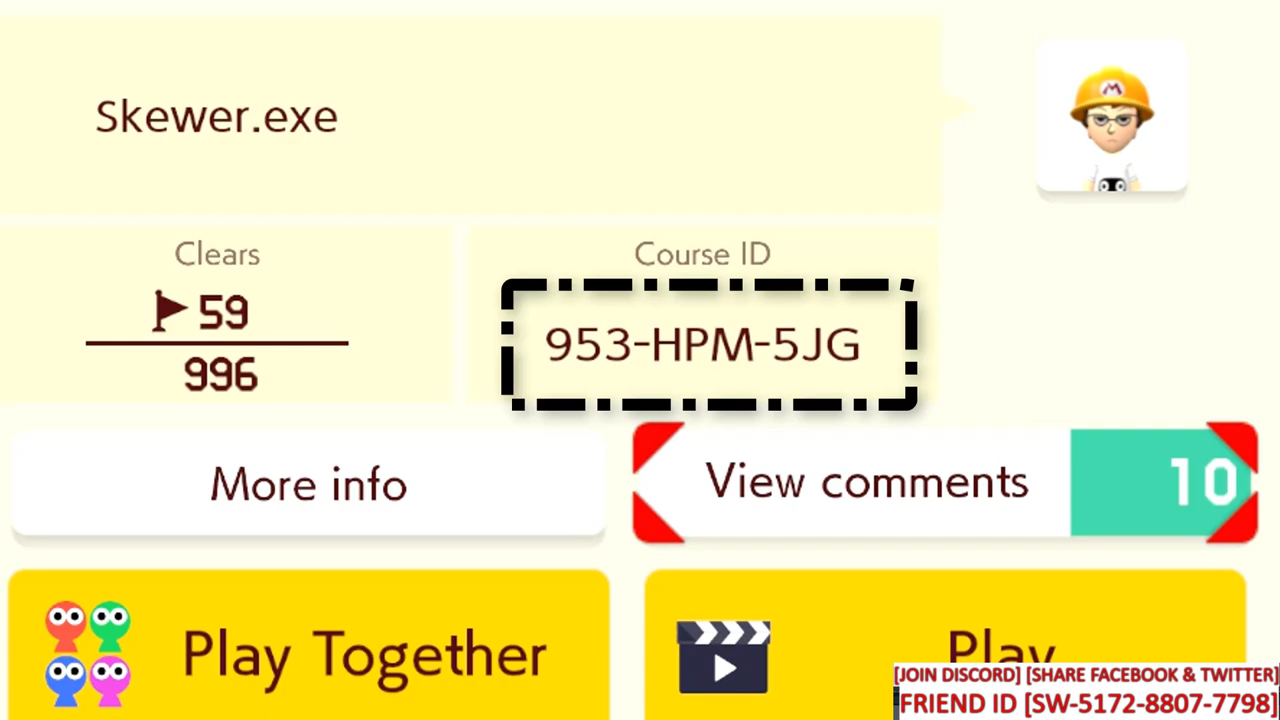 Skewer.exe
M
Clears
Course ID
59
996
953-HPM-5JG
More info
View comments
10
Play Together
Play
[JOIN DISCORD] [SHARE FACEBOOK & TWITTER]
FRIEND ID [SW-5172-8807-7798]